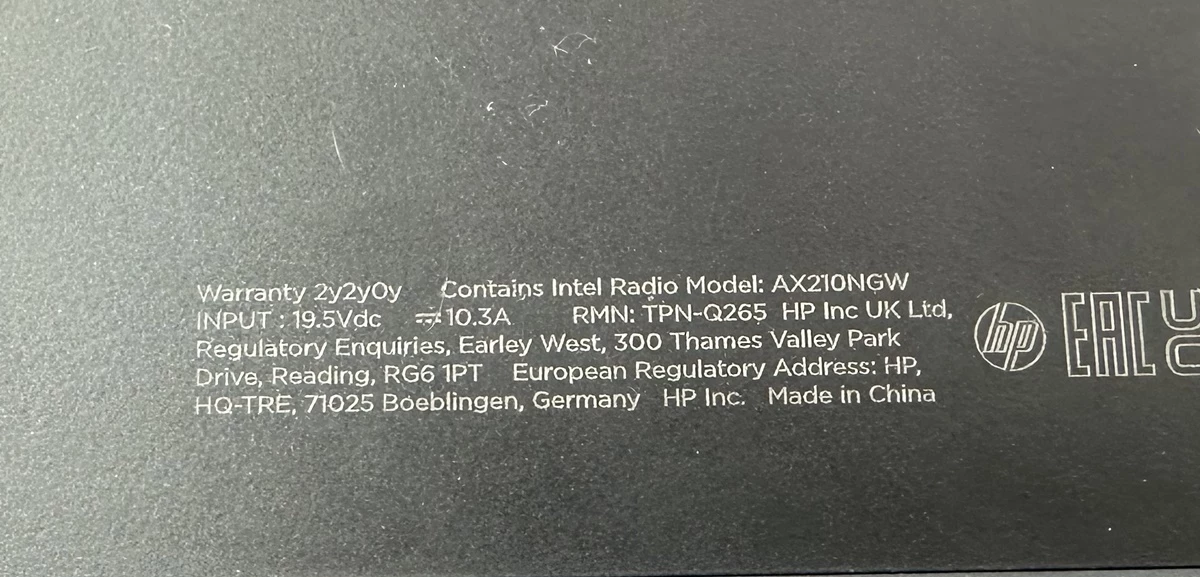 Warranty 2y2y0y Contains Intel Radio Model: AX210NGW
INPUT : 19.5Vdc ⎓ 10.3A RMN: TPN-Q265 HP Inc UK Ltd,
Regulatory Enquiries, Earley West, 300 Thames Valley Park
Drive, Reading, RG6 1PT European Regulatory Address: HP,
HQ-TRE, 71025 Boeblingen, Germany HP Inc. Made in China
hp
EAC